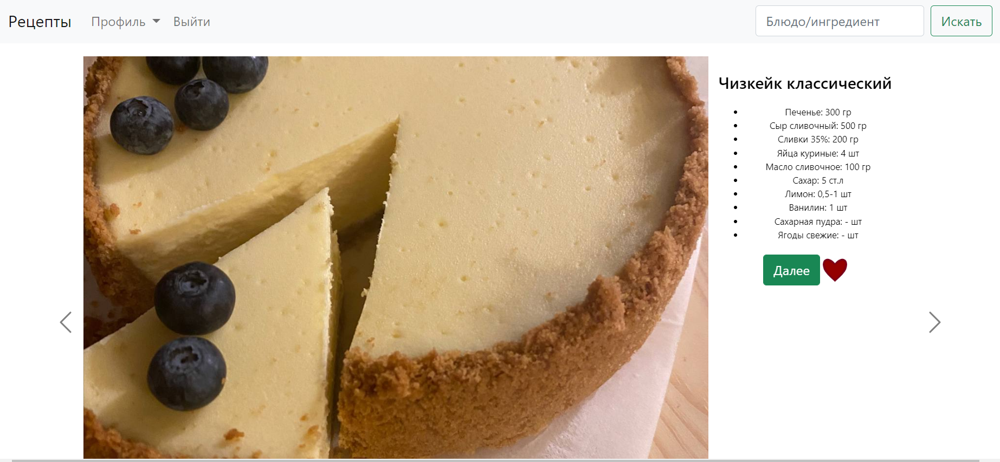 Рецепты
Профиль
Выйти
Блюдо/ингредиент
Искать
Чизкейк классический
Печенье: 300 гр
Сыр сливочный: 500 гр
Сливки 35%: 200 гр
Яйца куриные: 4 шт
Масло сливочное: 100 гр
Сахар: 5 ст.л
Лимон: 0,5-1 шт
Ванилин: 1 шт
Сахарная пудра: - шт
Ягоды свежие: - шт
Далее